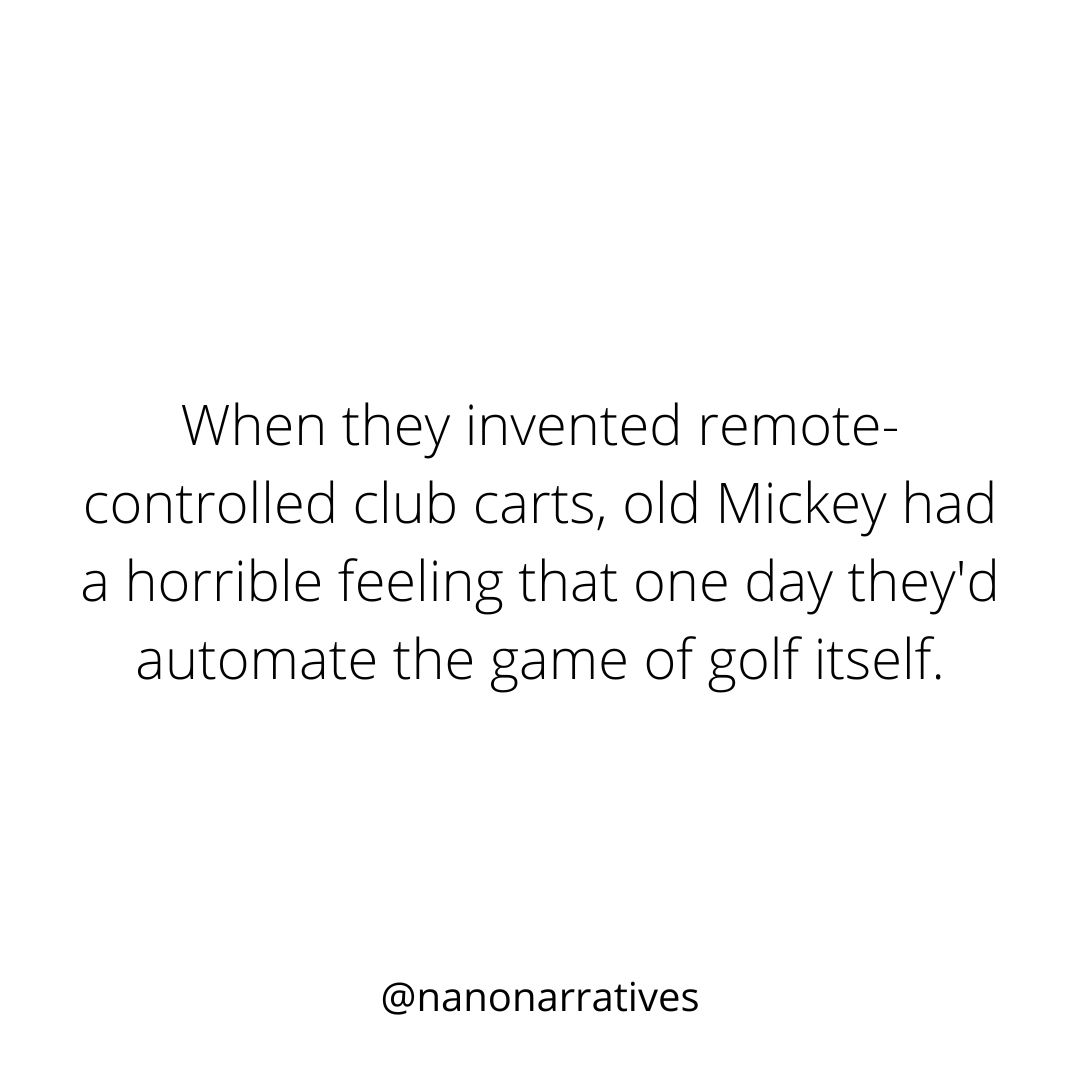 When they invented remote-
controlled club carts, old Mickey had
a horrible feeling that one day they'd
automate the game of golf itself.
@nanonarratives